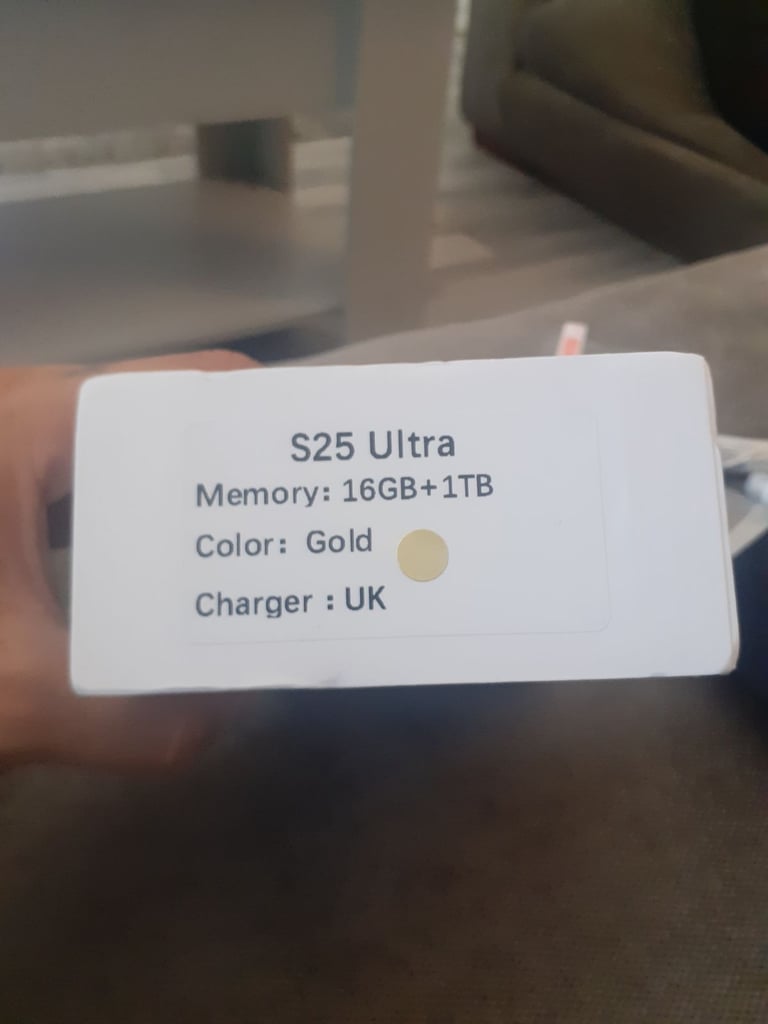 S25 Ultra
Memory: 16GB+1TB
Color: Gold
Charger : UK